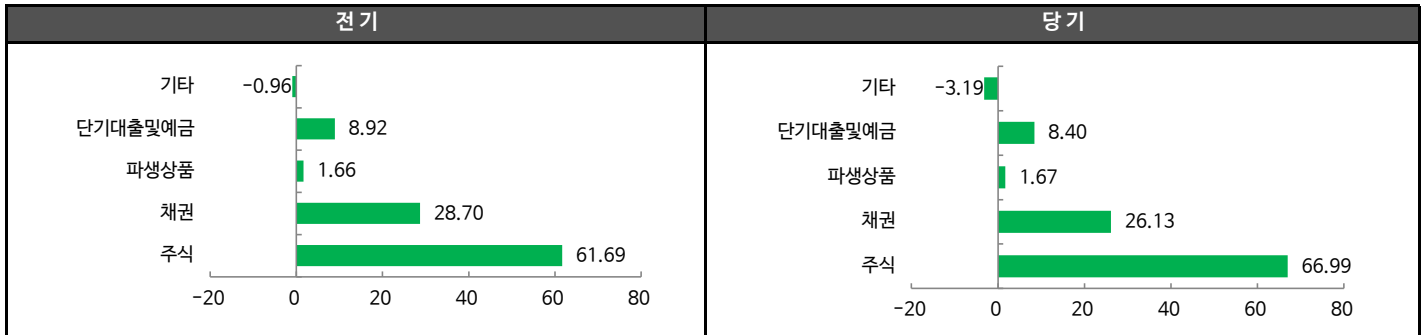 전 기
기타 -0.96
단기대출및예금 8.92
파생상품 1.66
채권 28.70
주식 61.69
-20 0 20 40 60 80
당 기
기타 -3.19
단기대출및예금 8.40
파생상품 1.67
채권 26.13
주식 66.99
-20 0 20 40 60 80